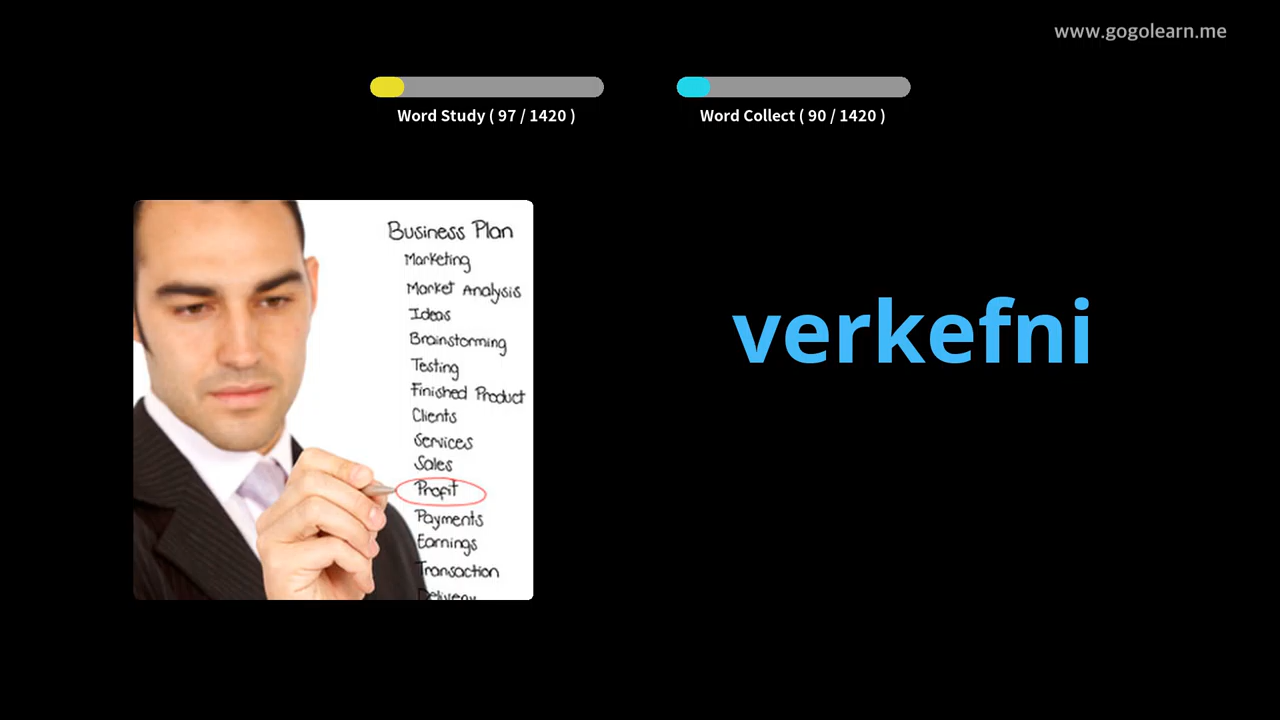 www.gogolearn.me
Word Study ( 97 / 1420 )
Word Collect ( 90 / 1420 )
Business Plan
Marketing
Market Analysis
Ideas
Brainstorming
Testing
Finished Product
Clients
Services
Sales
Profit
Payments
Earnings
Transaction
Delivery
verkefni